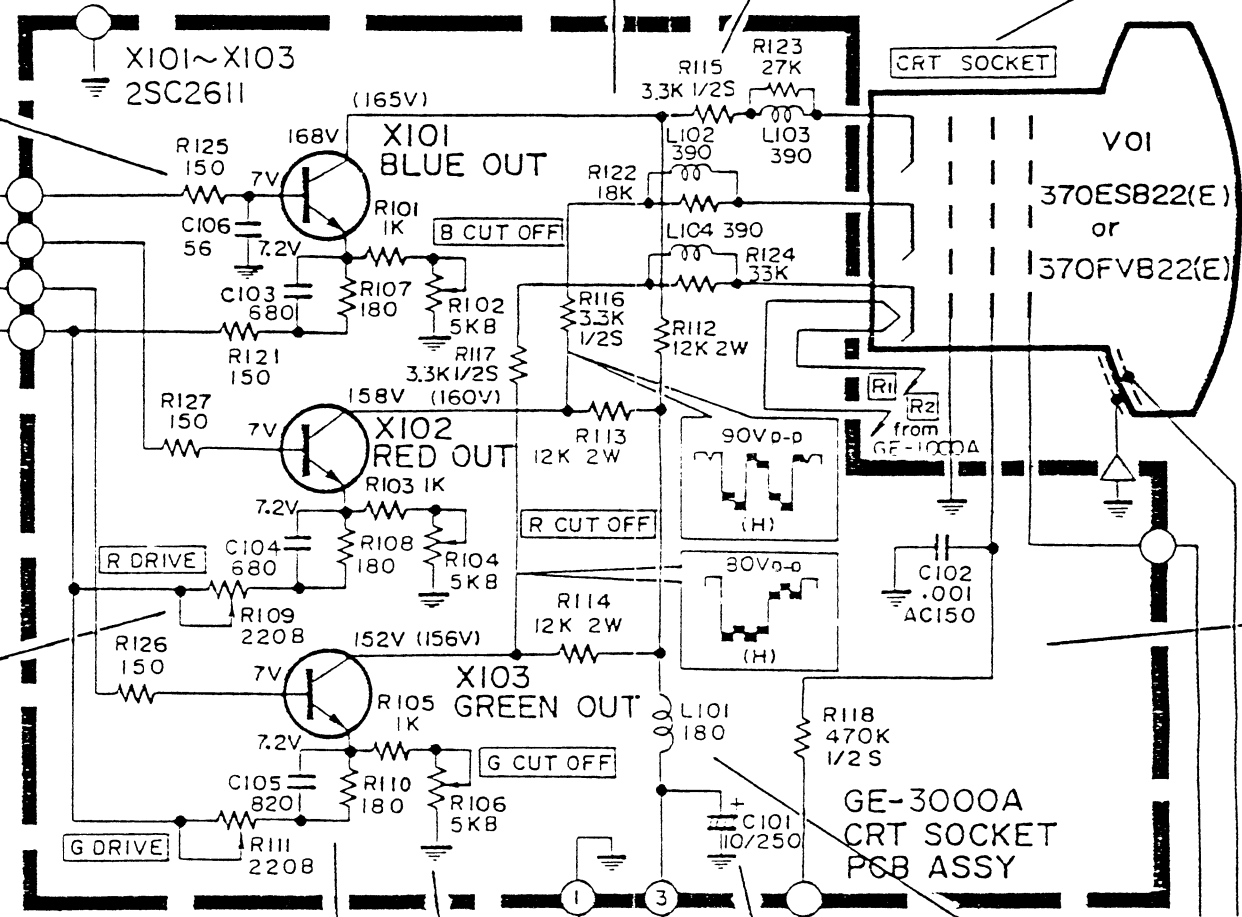 X101~X103
2SC2611
(165V)
168V
X101
BLUE OUT
R125
150
7V
C106
56
7.2V
R101
1K
B CUT OFF
C103
680
R107
180
R102
5KB
R121
150
R115
3.3K 1/2S
R123
27K
L102
390
L103
390
R122
18K
L104 390
R124
33K
R116
3.3K
1/2S
R112
12K 2W
R117
3.3K 1/2S
CRT SOCKET
V01
370ESB22(E)
or
370FVB22(E)
R1
R2
from
GE-1000A
R127
150
7V
158V
(160V)
X102
RED OUT
R113
12K 2W
R103 1K
7.2V
R CUT OFF
R DRIVE
C104
680
R108
180
R104
5KB
R109
220B
90Vp-p
(H)
80Vp-p
(H)
C102
.001
AC150
R126
150
7V
152V (156V)
X103
GREEN OUT
R114
12K 2W
R105
1K
7.2V
G CUT OFF
C105
820
R110
180
R106
5KB
G DRIVE
R111
220B
L101
180
R118
470K
1/2S
+
C101
10/250
GE-3000A
CRT SOCKET
PCB ASSY
1
3